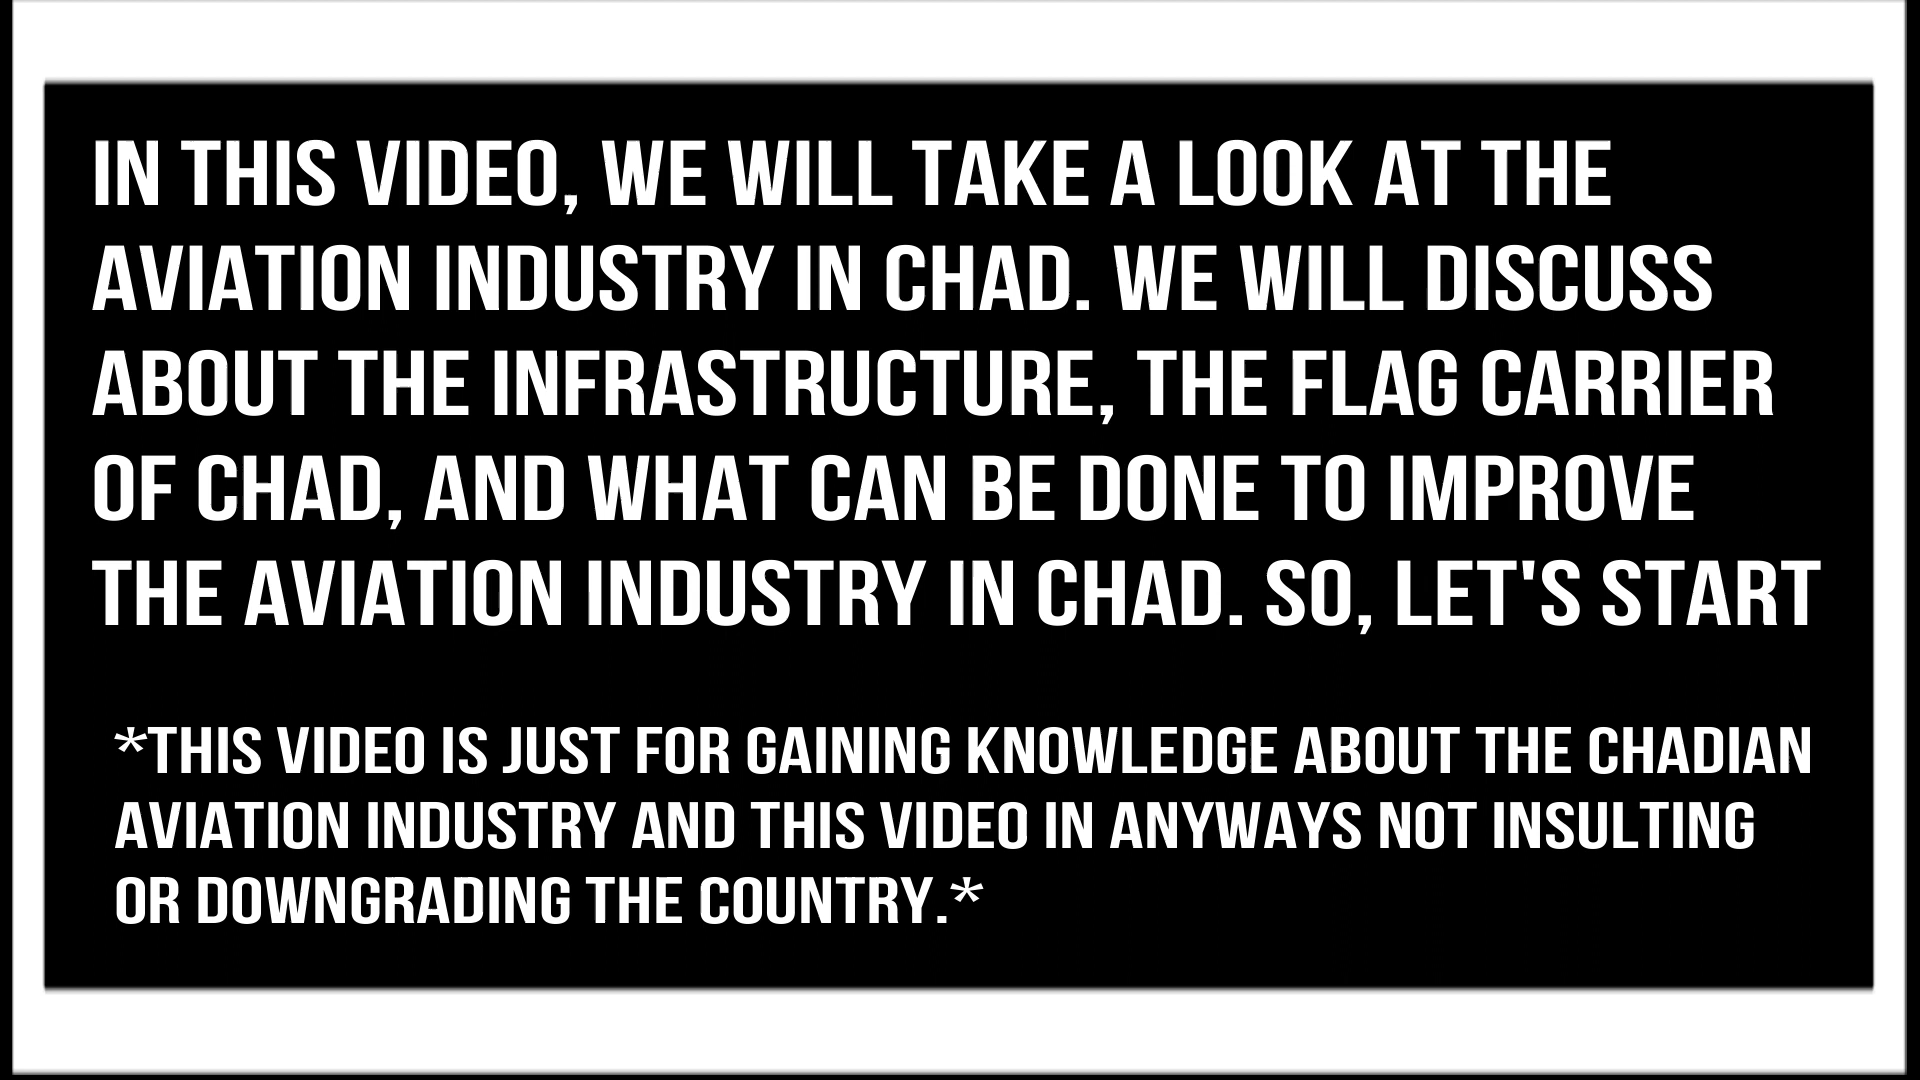 IN THIS VIDEO, WE WILL TAKE A LOOK AT THE
AVIATION INDUSTRY IN CHAD. WE WILL DISCUSS
ABOUT THE INFRASTRUCTURE, THE FLAG CARRIER
OF CHAD, AND WHAT CAN BE DONE TO IMPROVE
THE AVIATION INDUSTRY IN CHAD. SO, LET'S START
*THIS VIDEO IS JUST FOR GAINING KNOWLEDGE ABOUT THE CHADIAN
AVIATION INDUSTRY AND THIS VIDEO IN ANYWAYS NOT INSULTING
OR DOWNGRADING THE COUNTRY.*